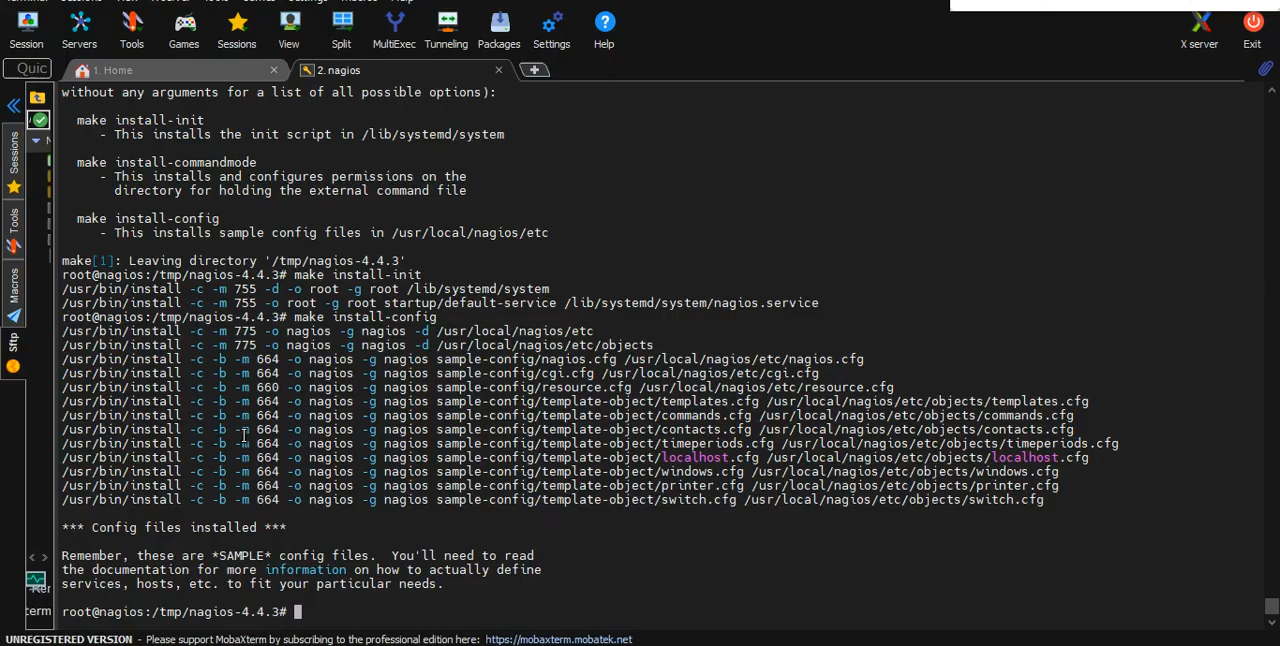 Session Servers Tools Games Sessions View Split MultiExec Tunneling Packages Settings Help X server Exit
Quic 1. Home 2. nagios
Sessions
Tools
Macros
Sftp
without any arguments for a list of all possible options):
make install-init
- This installs the init script in /lib/systemd/system
make install-commandmode
- This installs and configures permissions on the
directory for holding the external command file
make install-config
- This installs sample config files in /usr/local/nagios/etc
make[1]: Leaving directory '/tmp/nagios-4.4.3'
root@nagios:/tmp/nagios-4.4.3# make install-init
/usr/bin/install -c -m 755 -d -o root -g root /lib/systemd/system
/usr/bin/install -c -m 755 -o root -g root startup/default-service /lib/systemd/system/nagios.service
root@nagios:/tmp/nagios-4.4.3# make install-config
/usr/bin/install -c -m 775 -o nagios -g nagios -d /usr/local/nagios/etc
/usr/bin/install -c -m 775 -o nagios -g nagios -d /usr/local/nagios/etc/objects
/usr/bin/install -c -b -m 664 -o nagios -g nagios sample-config/nagios.cfg /usr/local/nagios/etc/nagios.cfg
/usr/bin/install -c -b -m 664 -o nagios -g nagios sample-config/cgi.cfg /usr/local/nagios/etc/cgi.cfg
/usr/bin/install -c -b -m 660 -o nagios -g nagios sample-config/resource.cfg /usr/local/nagios/etc/resource.cfg
/usr/bin/install -c -b -m 664 -o nagios -g nagios sample-config/template-object/templates.cfg /usr/local/nagios/etc/objects/templates.cfg
/usr/bin/install -c -b -m 664 -o nagios -g nagios sample-config/template-object/commands.cfg /usr/local/nagios/etc/objects/commands.cfg
/usr/bin/install -c -b -m 664 -o nagios -g nagios sample-config/template-object/contacts.cfg /usr/local/nagios/etc/objects/contacts.cfg
/usr/bin/install -c -b -m 664 -o nagios -g nagios sample-config/template-object/timeperiods.cfg /usr/local/nagios/etc/objects/timeperiods.cfg
/usr/bin/install -c -b -m 664 -o nagios -g nagios sample-config/template-object/localhost.cfg /usr/local/nagios/etc/objects/localhost.cfg
/usr/bin/install -c -b -m 664 -o nagios -g nagios sample-config/template-object/windows.cfg /usr/local/nagios/etc/objects/windows.cfg
/usr/bin/install -c -b -m 664 -o nagios -g nagios sample-config/template-object/printer.cfg /usr/local/nagios/etc/objects/printer.cfg
/usr/bin/install -c -b -m 664 -o nagios -g nagios sample-config/template-object/switch.cfg /usr/local/nagios/etc/objects/switch.cfg
*** Config files installed ***
Remember, these are *SAMPLE* config files. You'll need to read
the documentation for more information on how to actually define
services, hosts, etc. to fit your particular needs.
root@nagios:/tmp/nagios-4.4.3#
UNREGISTERED VERSION - Please support MobaXterm by subscribing to the professional edition here: https://mobaxterm.mobatek.net